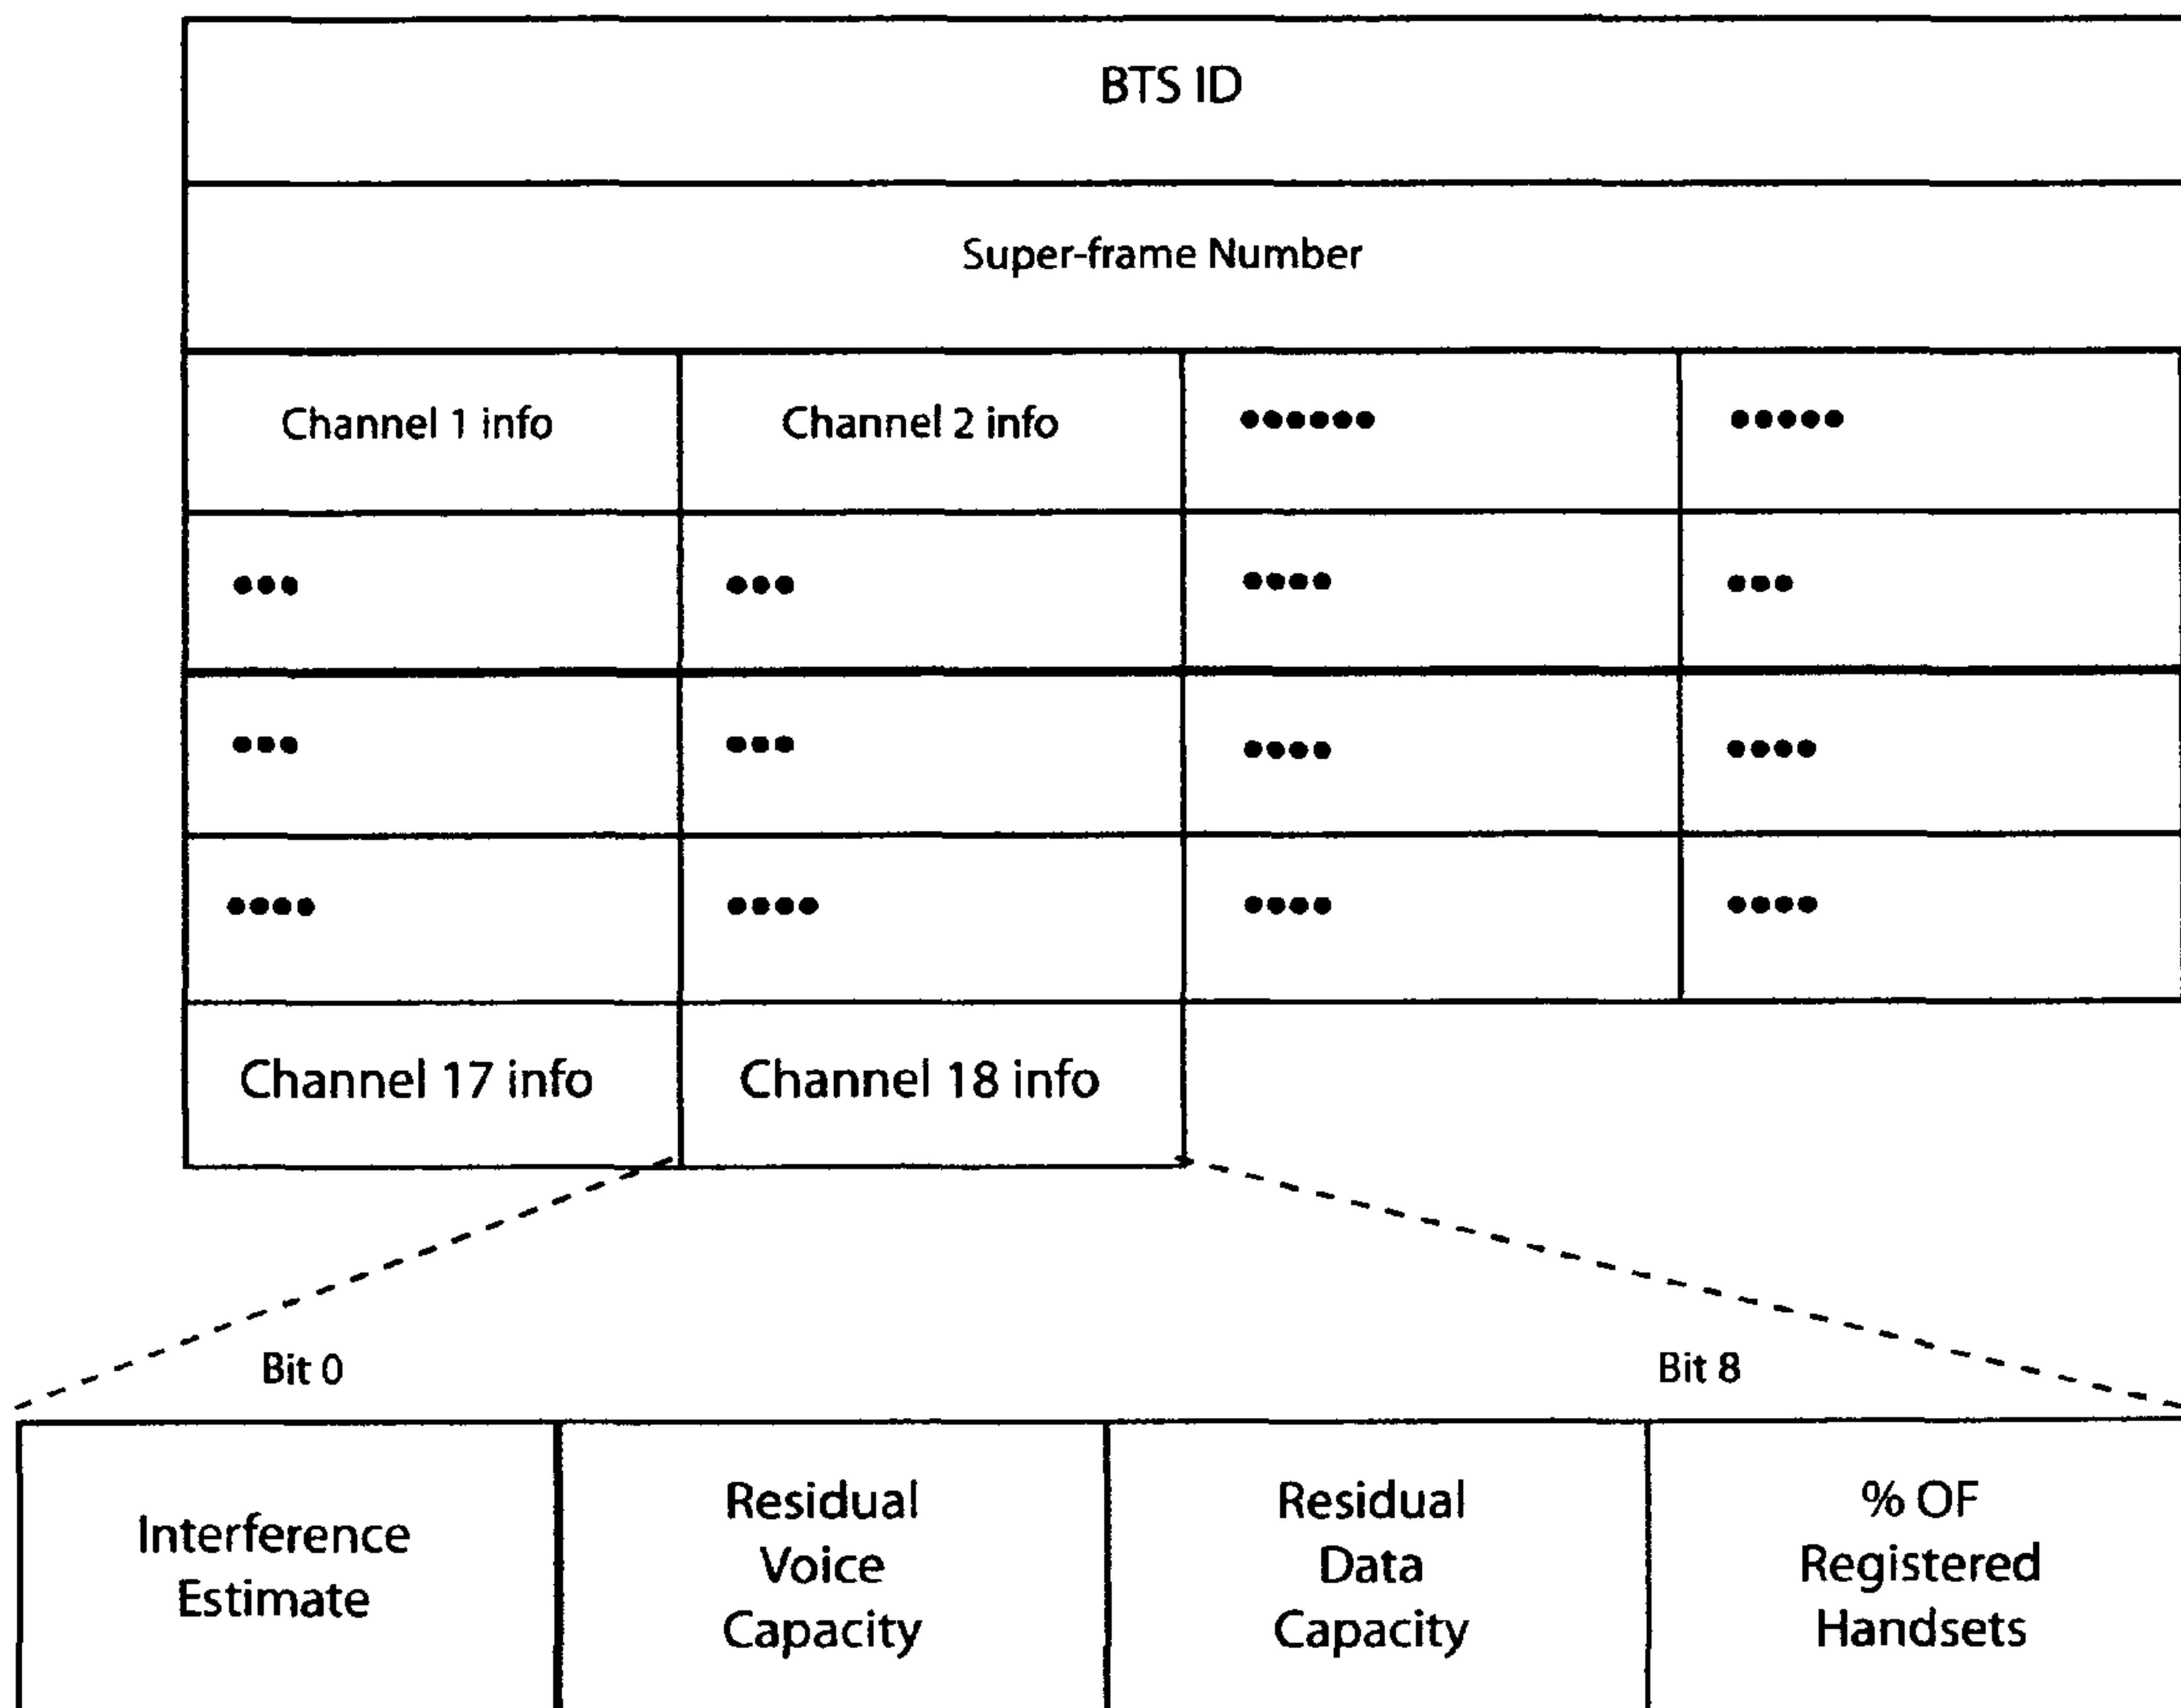 BTS ID
Super-frame Number
Channel 1 info
Channel 2 info
Channel 17 info
Channel 18 info
Bit 0
Bit 8
Interference
Estimate
Residual
Voice
Capacity
Residual
Data
Capacity
% OF
Registered
Handsets